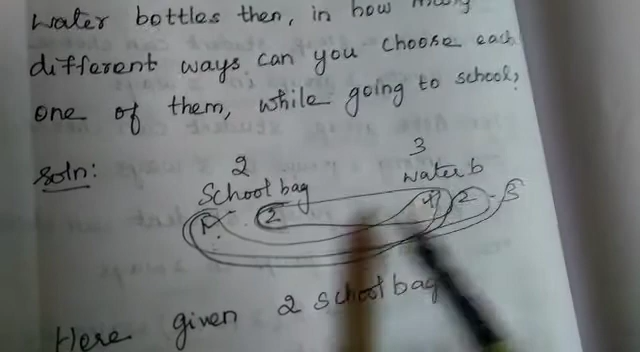 water bottles then, in how many
different ways can you choose each
one of them, while going to school?
Soln:
2 3
School bag water b
1 2 1 2 3
Here given 2 school bag